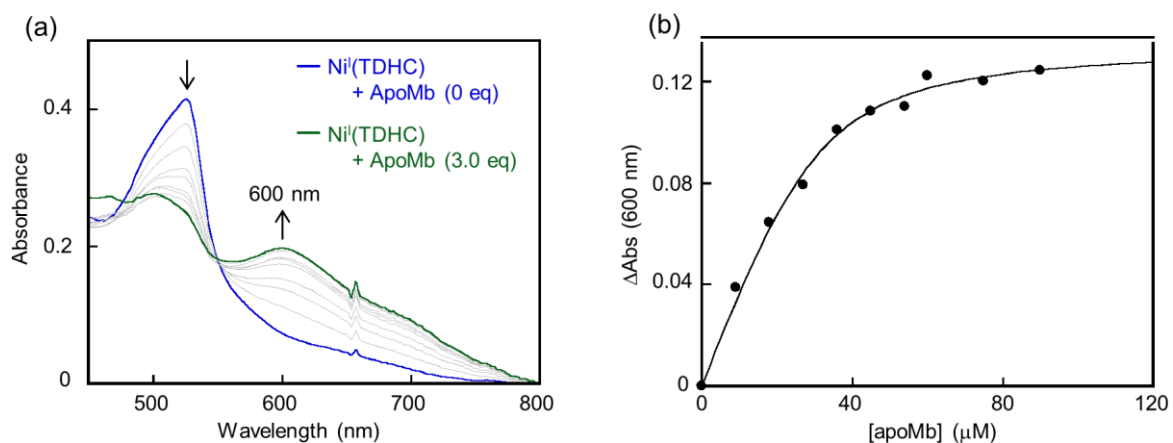 (a)
Absorbance
0.4
0.2
0
500
600
700
800
Wavelength (nm)
Niᴵ(TDHC)
+ ApoMb (0 eq)
Niᴵ(TDHC)
+ ApoMb (3.0 eq)
600 nm
(b)
ΔAbs (600 nm)
0.12
0.08
0.04
0
0
40
80
120
[apoMb] (μM)